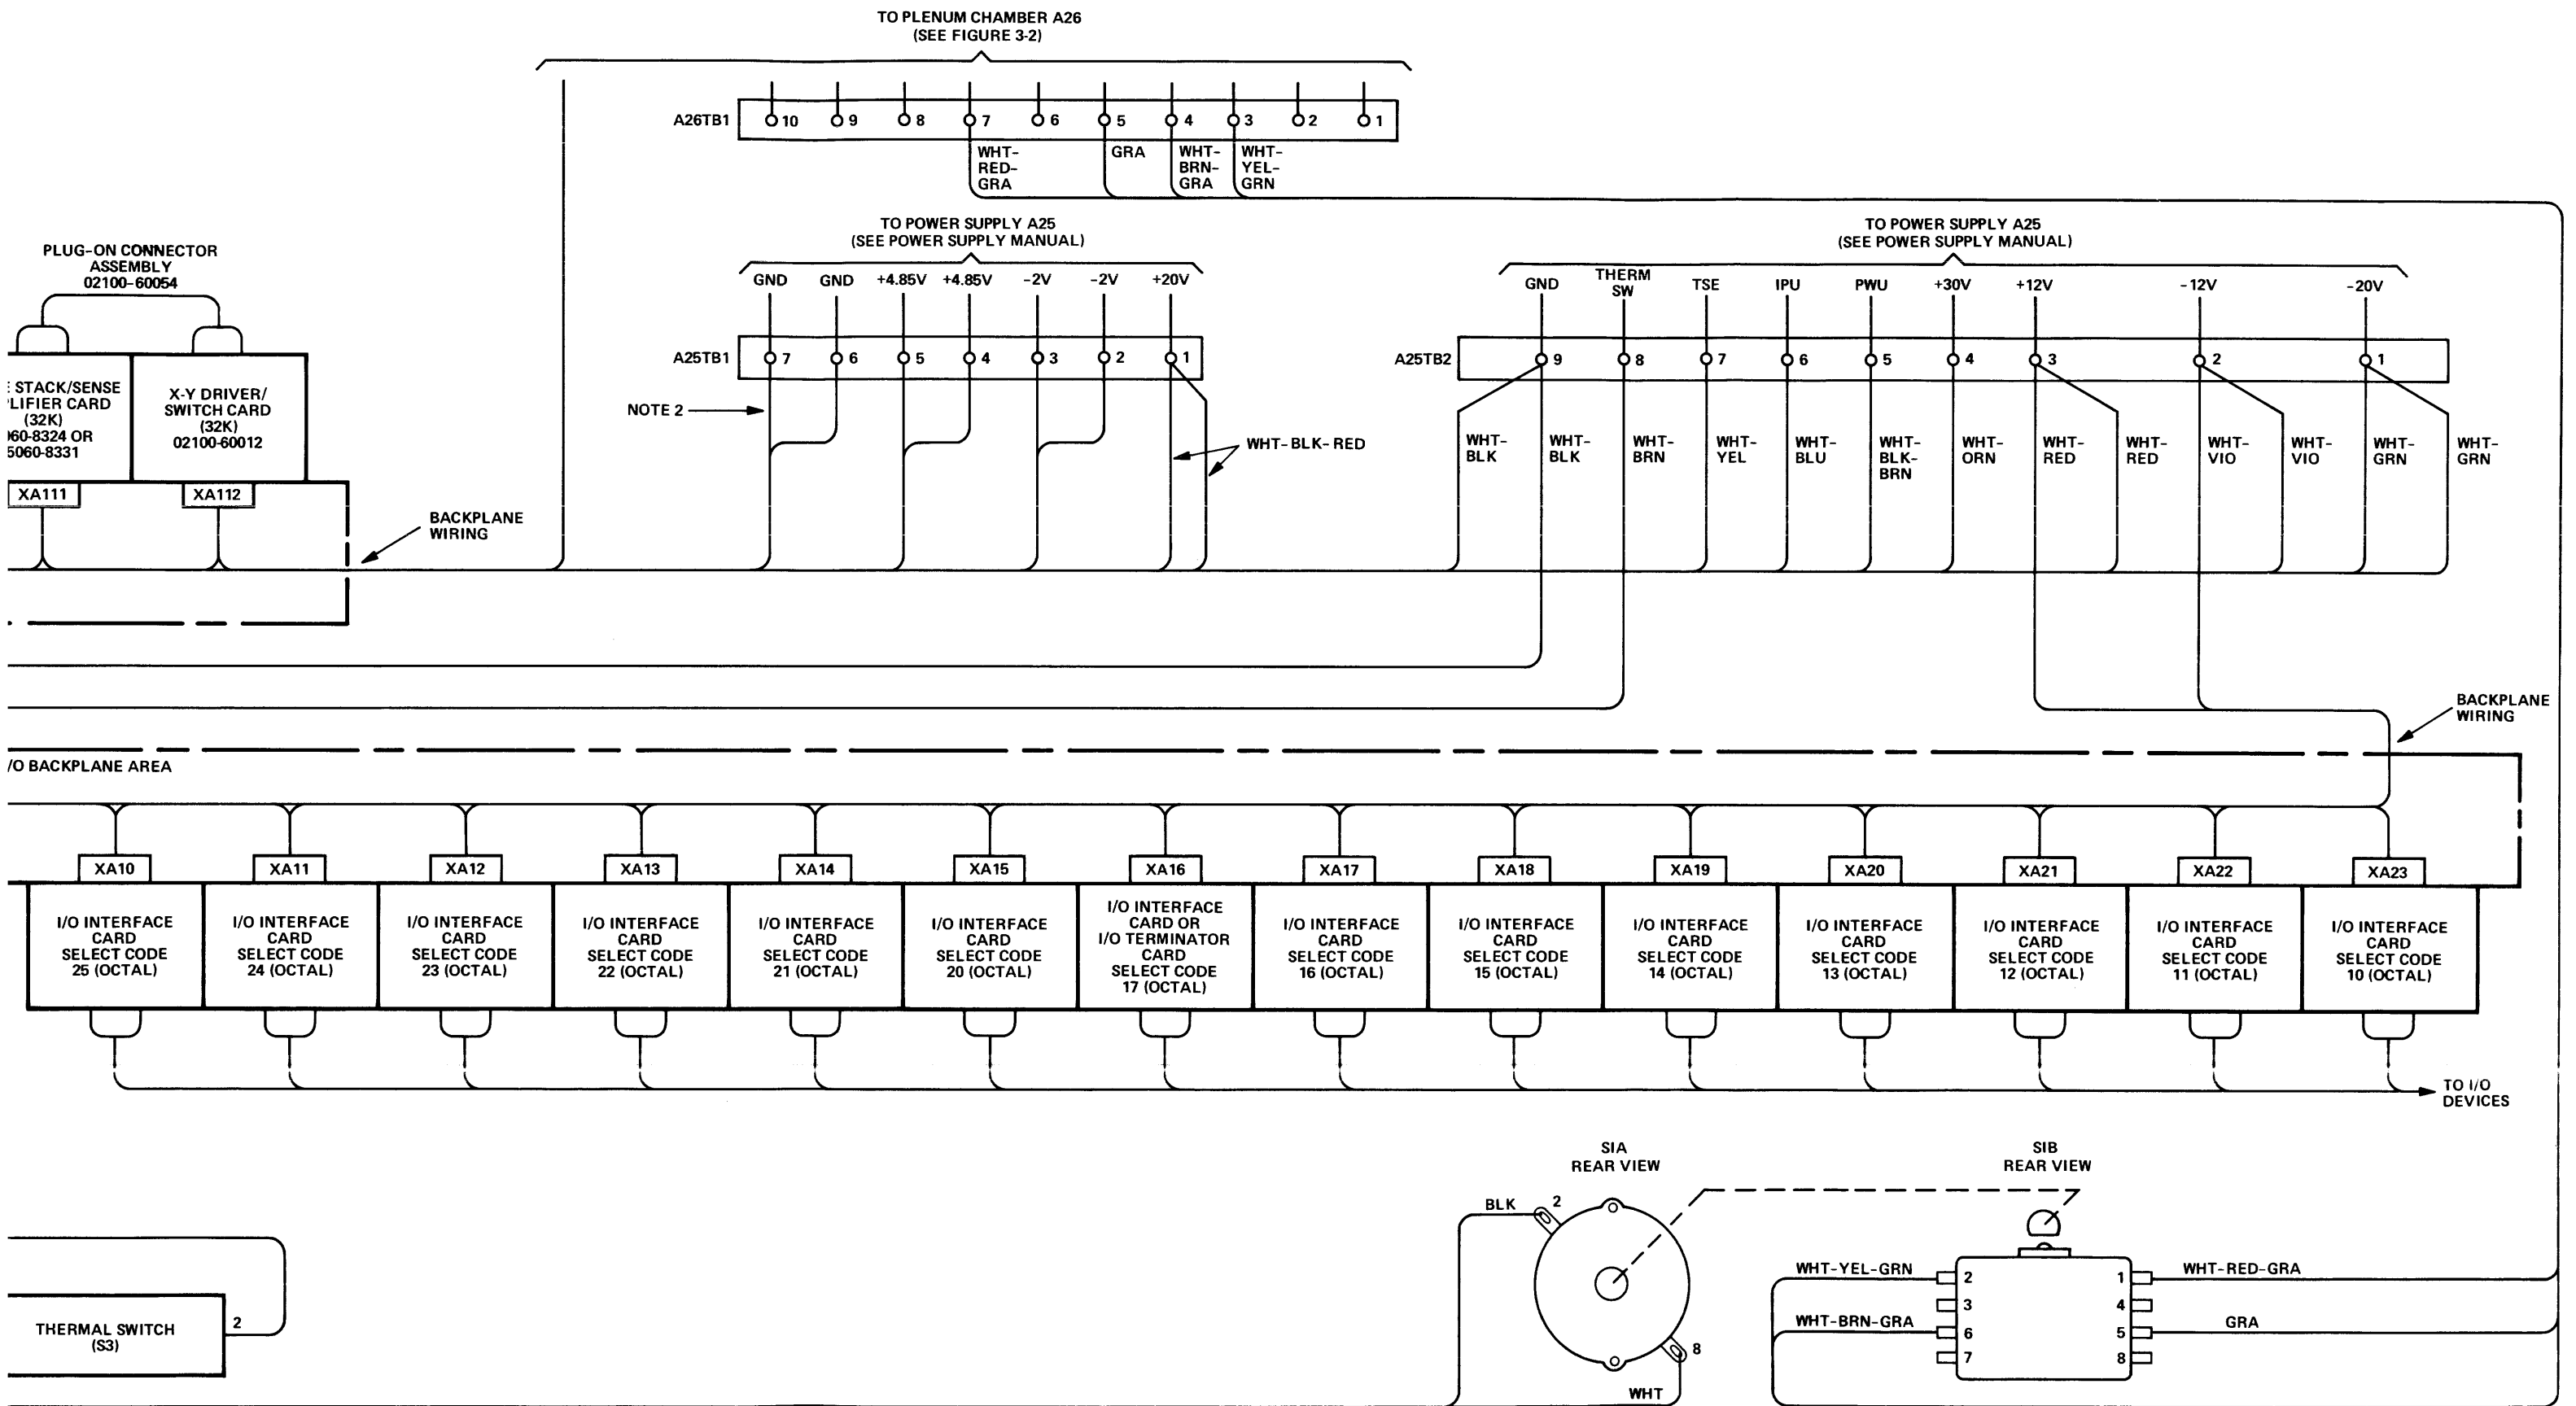 TO PLENUM CHAMBER A26
(SEE FIGURE 3-2)
A26TB1
10 9 8 7 6 5 4 3 2 1
WHT-
RED-
GRA
GRA
WHT-
BRN-
GRA
WHT-
YEL-
GRN
TO POWER SUPPLY A25
(SEE POWER SUPPLY MANUAL)
GND GND +4.85V +4.85V -2V -2V +20V
A25TB1
7 6 5 4 3 2 1
NOTE 2
WHT-BLK-RED
TO POWER SUPPLY A25
(SEE POWER SUPPLY MANUAL)
GND THERM
SW TSE IPU PWU +30V +12V -12V -20V
A25TB2
9 8 7 6 5 4 3 2 1
WHT-
BLK
WHT-
BLK
WHT-
BRN
WHT-
YEL
WHT-
BLU
WHT-
BLK-
BRN
WHT-
ORN
WHT-
RED
WHT-
RED
WHT-
VIO
WHT-
VIO
WHT-
GRN
WHT-
GRN
PLUG-ON CONNECTOR
ASSEMBLY
02100-60054
E STACK/SENSE
PLIFIER CARD
(32K)
060-8324 OR
5060-8331
X-Y DRIVER/
SWITCH CARD
(32K)
02100-60012
XA111
XA112
BACKPLANE
WIRING
BACKPLANE
WIRING
/O BACKPLANE AREA
XA10 XA11 XA12 XA13 XA14 XA15 XA16 XA17 XA18 XA19 XA20 XA21 XA22 XA23
I/O INTERFACE
CARD
SELECT CODE
25 (OCTAL)
I/O INTERFACE
CARD
SELECT CODE
24 (OCTAL)
I/O INTERFACE
CARD
SELECT CODE
23 (OCTAL)
I/O INTERFACE
CARD
SELECT CODE
22 (OCTAL)
I/O INTERFACE
CARD
SELECT CODE
21 (OCTAL)
I/O INTERFACE
CARD
SELECT CODE
20 (OCTAL)
I/O INTERFACE
CARD OR
I/O TERMINATOR
CARD
SELECT CODE
17 (OCTAL)
I/O INTERFACE
CARD
SELECT CODE
16 (OCTAL)
I/O INTERFACE
CARD
SELECT CODE
15 (OCTAL)
I/O INTERFACE
CARD
SELECT CODE
14 (OCTAL)
I/O INTERFACE
CARD
SELECT CODE
13 (OCTAL)
I/O INTERFACE
CARD
SELECT CODE
12 (OCTAL)
I/O INTERFACE
CARD
SELECT CODE
11 (OCTAL)
I/O INTERFACE
CARD
SELECT CODE
10 (OCTAL)
TO I/O
DEVICES
SIA
REAR VIEW
BLK
2
8
WHT
SIB
REAR VIEW
WHT-YEL-GRN 2 1 WHT-RED-GRA
3 4
WHT-BRN-GRA 6 5 GRA
7 8
THERMAL SWITCH
(S3)
2